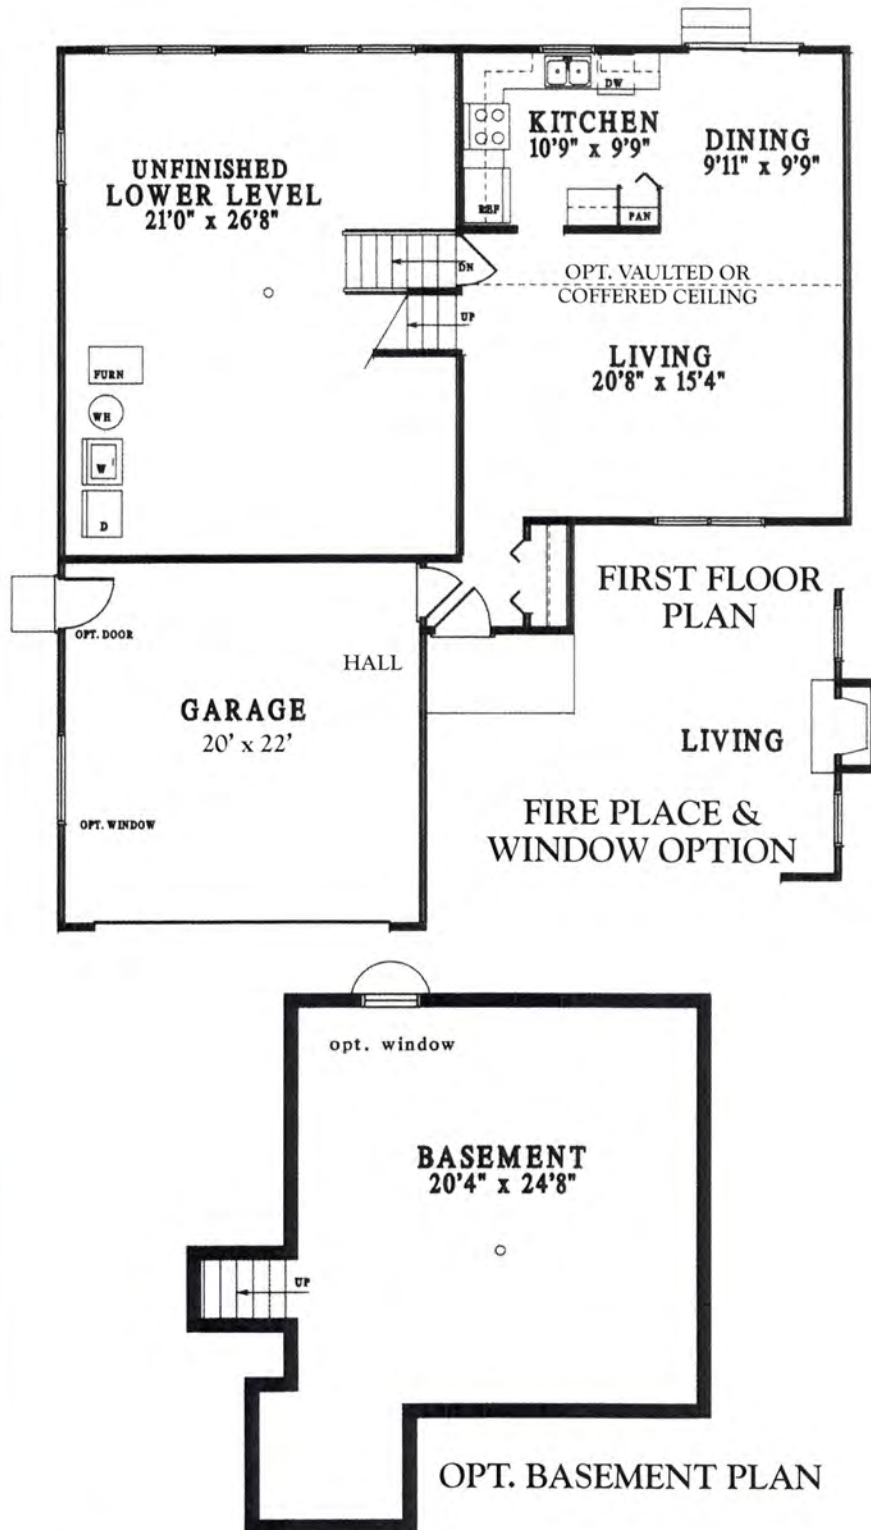 UNFINISHED
LOWER LEVEL
21'0" x 26'8"
KITCHEN
10'9" x 9'9"
DW
REF
PAN
DINING
9'11" x 9'9"
DN
UP
OPT. VAULTED OR
COFFERED CEILING
LIVING
20'8" x 15'4"
FURN
WH
W
D
OPT. DOOR
HALL
GARAGE
20' x 22'
OPT. WINDOW
FIRST FLOOR
PLAN
LIVING
FIRE PLACE &
WINDOW OPTION
opt. window
BASEMENT
20'4" x 24'8"
UP
OPT. BASEMENT PLAN